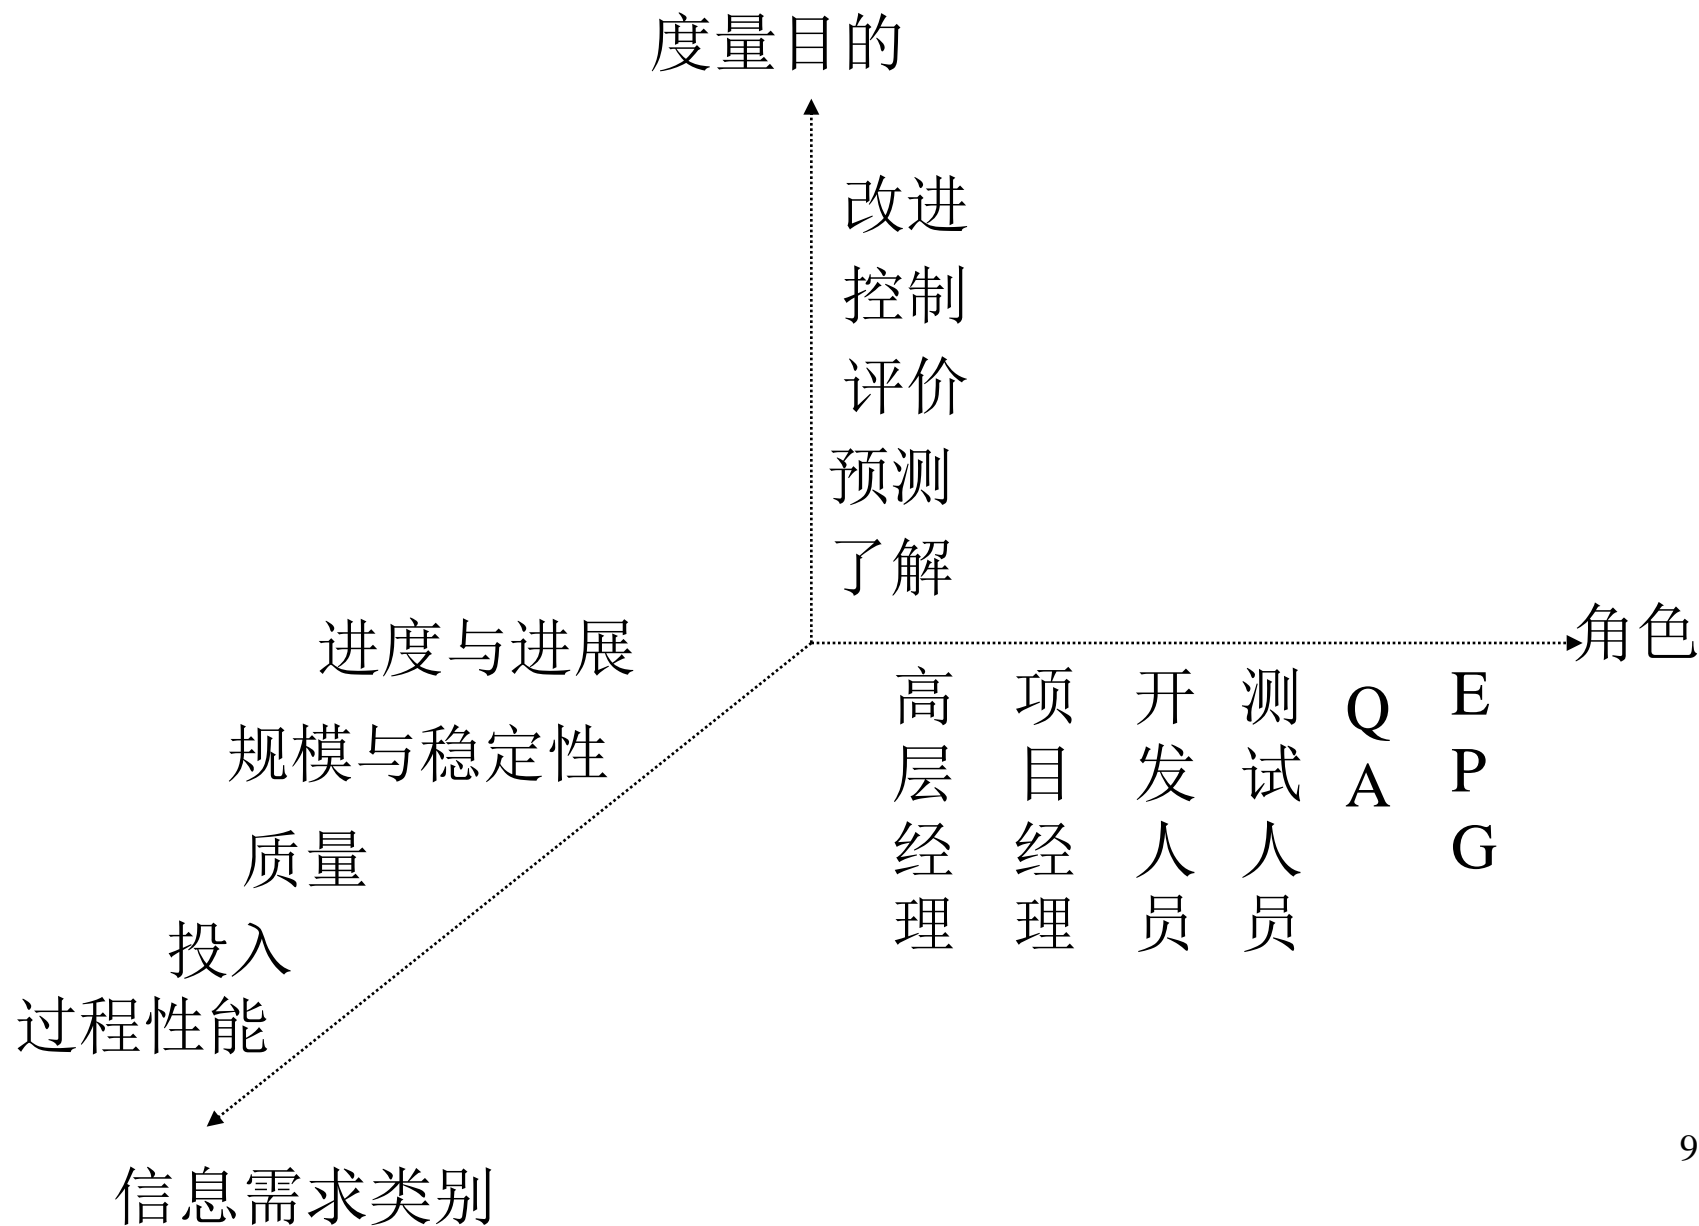 度量目的
改进
控制
评价
预测
了解
角色
进度与进展
规模与稳定性
质量
投入
过程性能
信息需求类别
高层经理
项目经理
开发人员
测试人员
QA
EPG
9